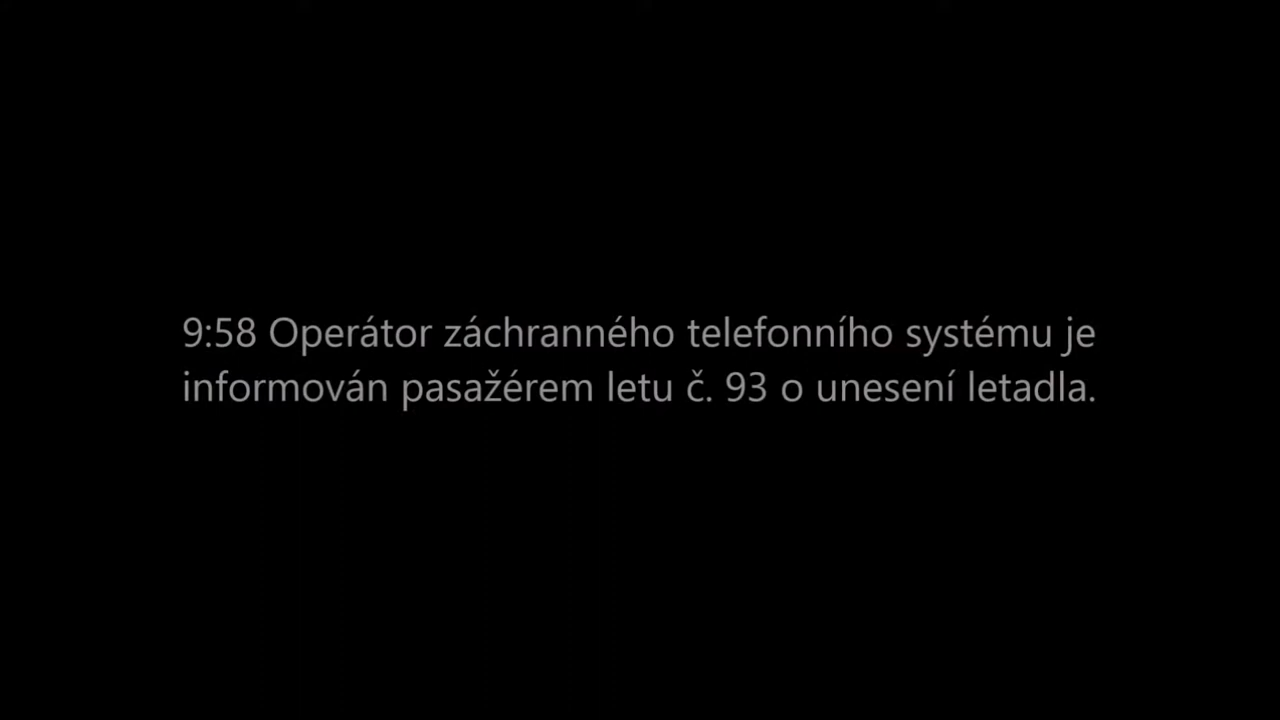 9:58 Operátor záchranného telefonního systému je
informován pasažérem letu č. 93 o unesení letadla.